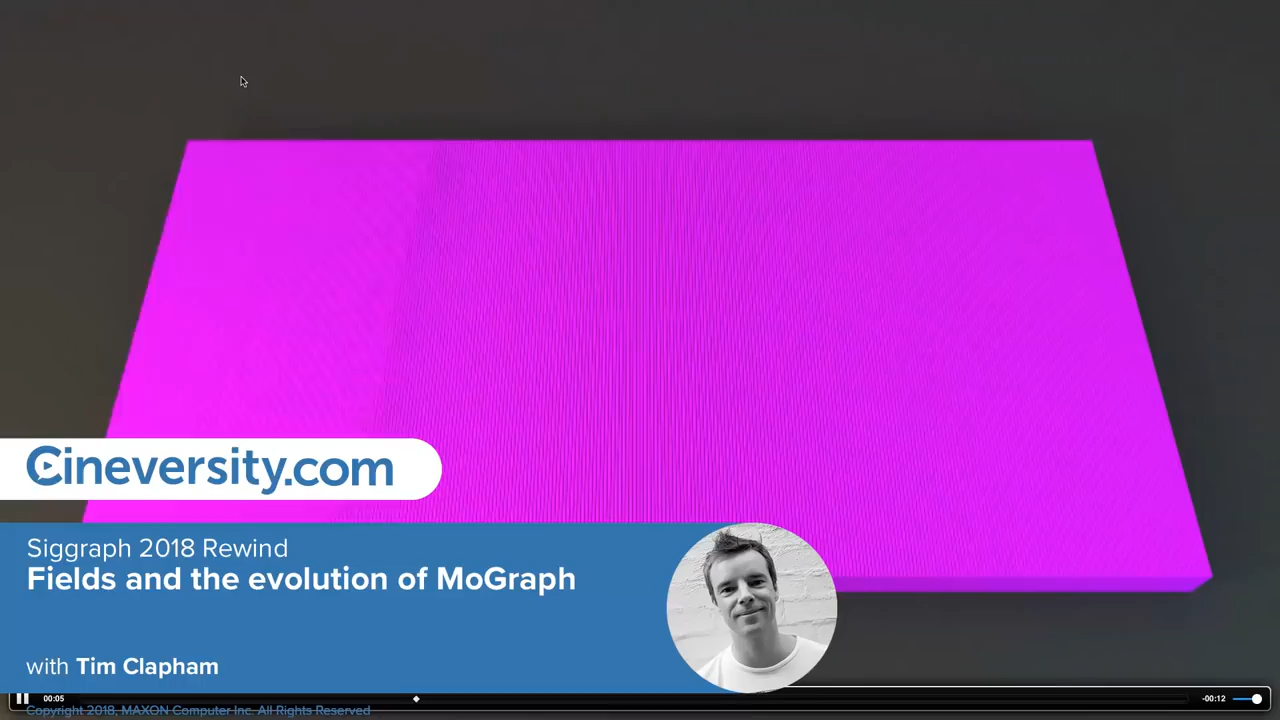 Cineversity.com
Siggraph 2018 Rewind
Fields and the evolution of MoGraph
with Tim Clapham
00:05
-00:12
Copyright 2018, MAXON Computer Inc. All Rights Reserved